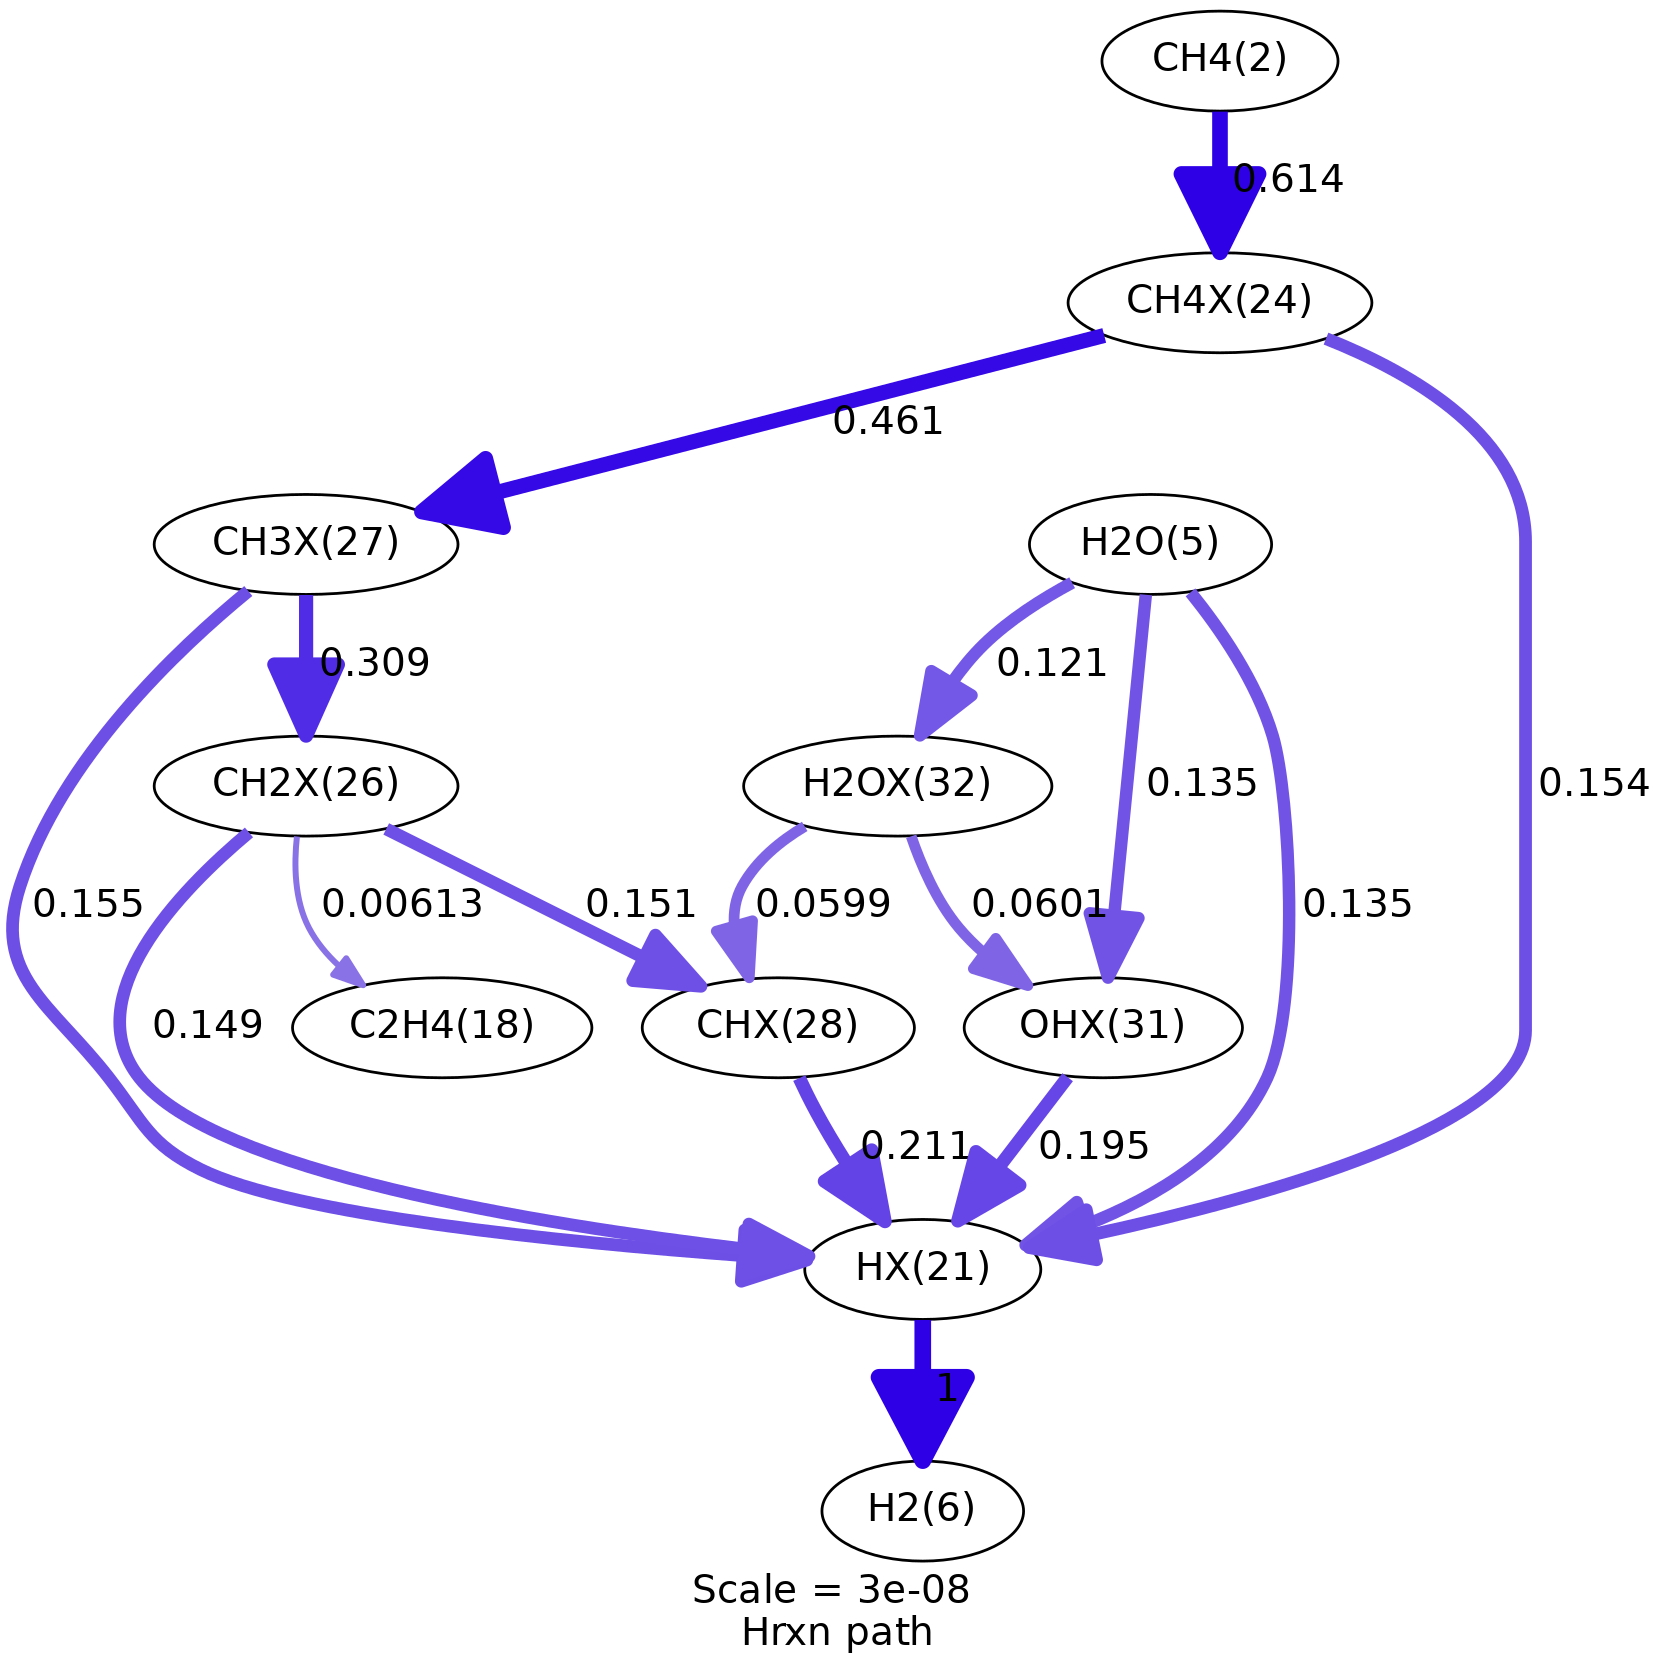 CH4(2)
0.614
CH4X(24)
0.461
CH3X(27)
H2O(5)
0.309
0.121
CH2X(26)
H2OX(32)
0.135
0.154
0.155
0.00613
0.151
0.0599
0.0601
0.135
0.149
C2H4(18)
CHX(28)
OHX(31)
0.211
0.195
HX(21)
1
H2(6)
Scale = 3e-08
Hrxn path